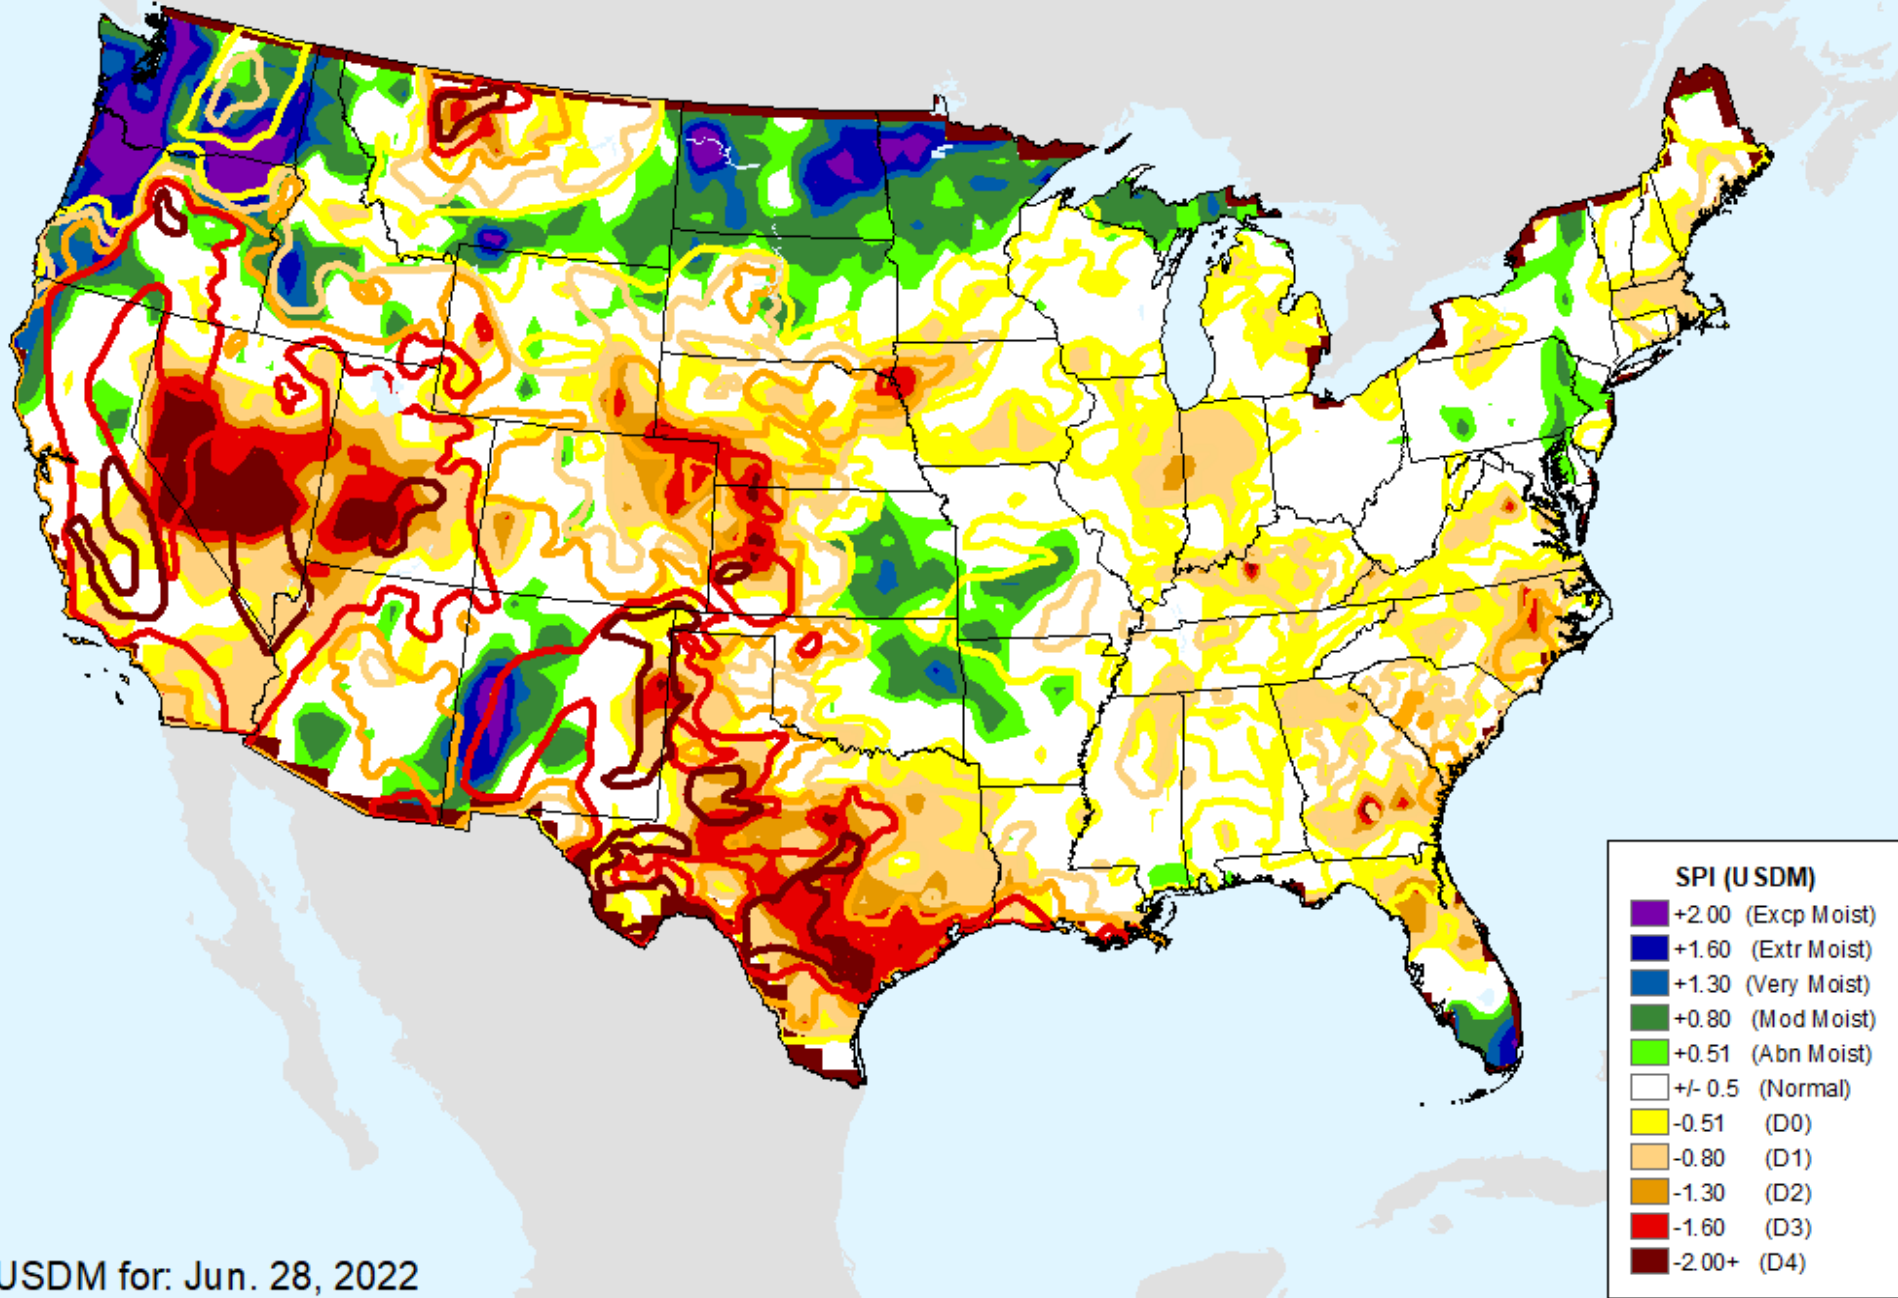 SPI (USDM)
+2.00 (Excp Moist)
+1.60 (Extr Moist)
+1.30 (Very Moist)
+0.80 (Mod Moist)
+0.51 (Abn Moist)
+/- 0.5 (Normal)
-0.51 (D0)
-0.80 (D1)
-1.30 (D2)
-1.60 (D3)
-2.00+ (D4)
USDM for: Jun. 28, 2022